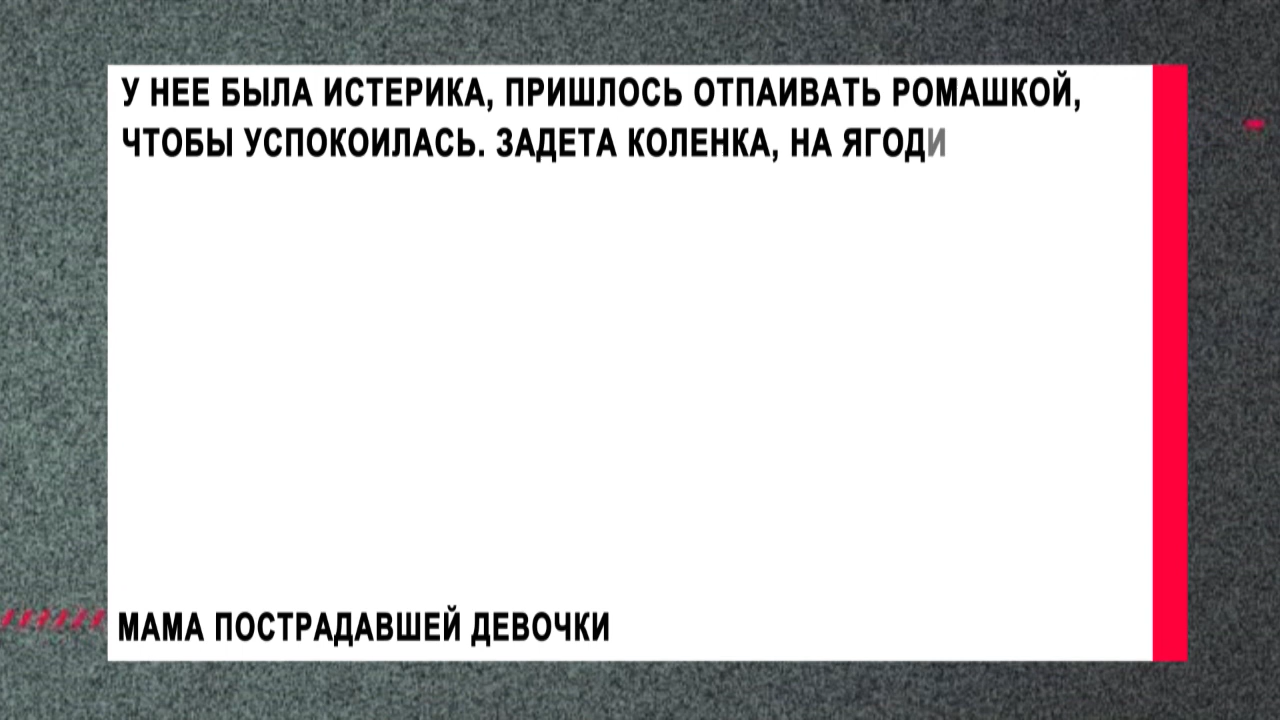 У НЕЕ БЫЛА ИСТЕРИКА, ПРИШЛОСЬ ОТПАИВАТЬ РОМАШКОЙ,
ЧТОБЫ УСПОКОИЛАСЬ. ЗАДЕТА КОЛЕНКА, НА ЯГОДИ
МАМА ПОСТРАДАВШЕЙ ДЕВОЧКИ